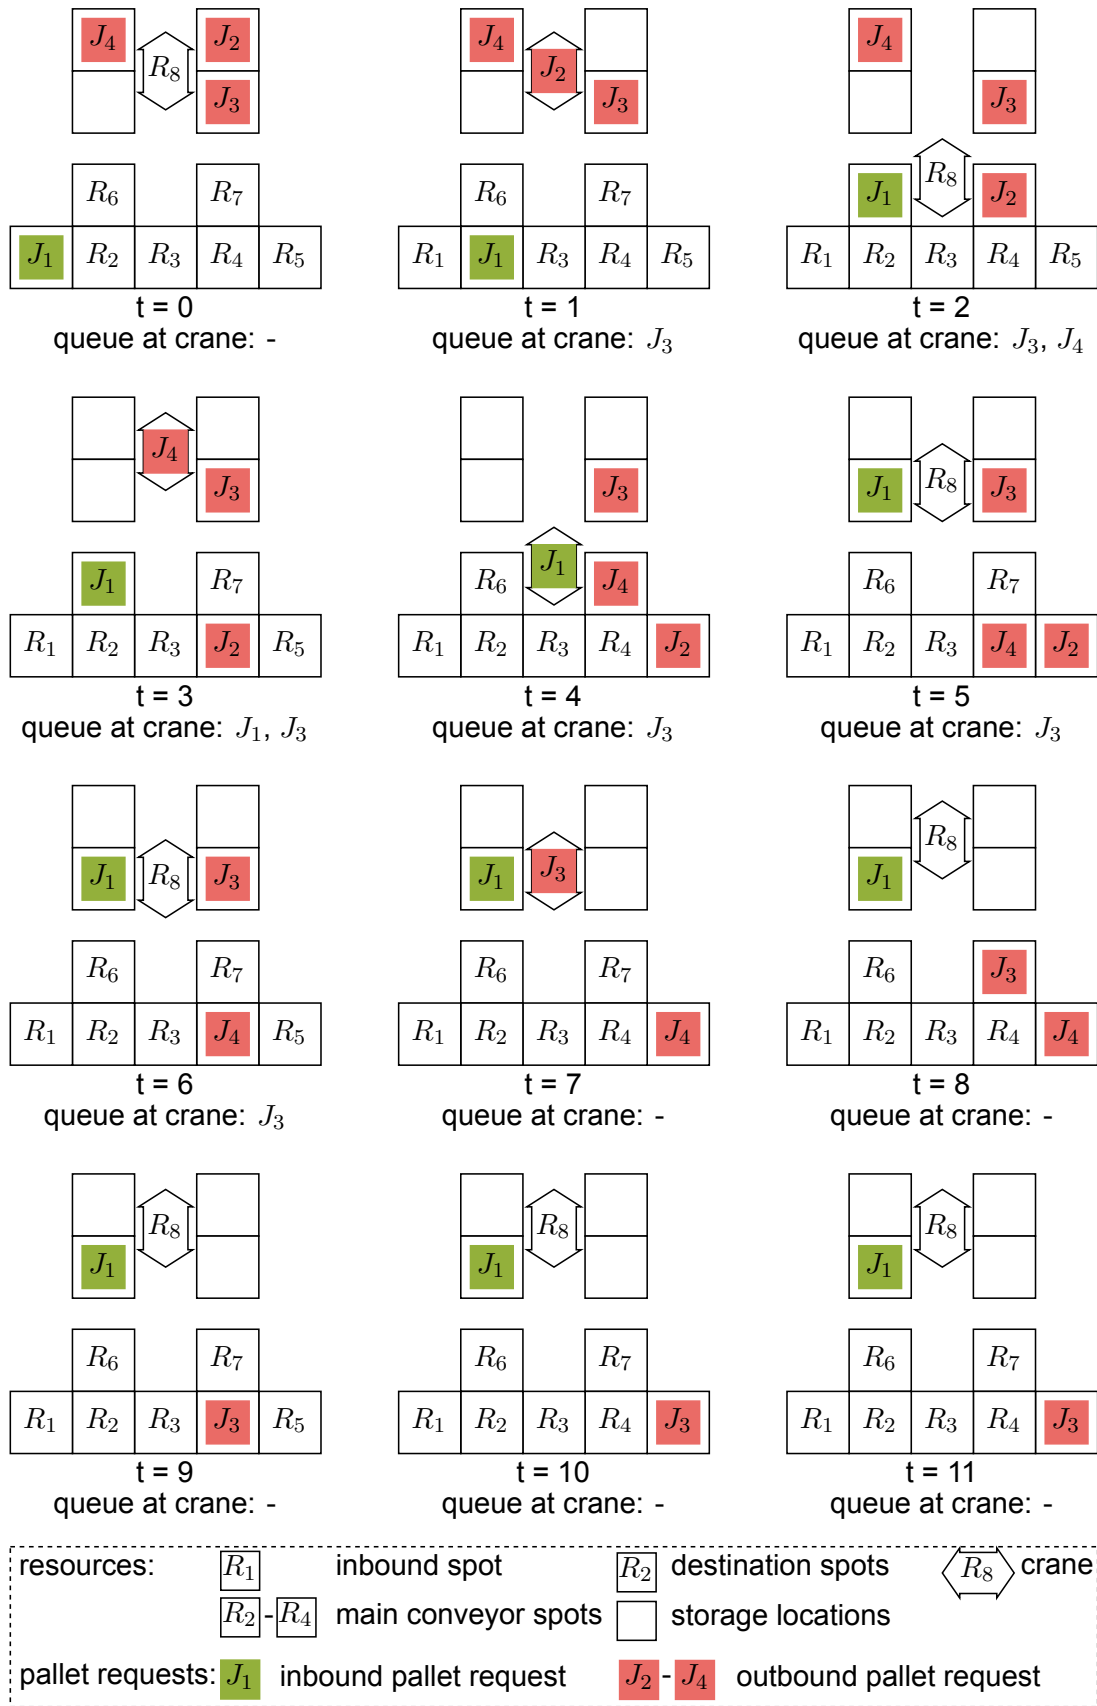 J4 R8 J2 J4 J2 J4
J3 J3 J3
R6 R7 R6 R7 J1 R8 J2
J1 R2 R3 R4 R5 R1 J1 R3 R4 R5 R1 R2 R3 R4 R5
t = 0 t = 1 t = 2
queue at crane: - queue at crane: J3 queue at crane: J3, J4
J4
J3 J3 J1 R8 J3
J1 R7 R6 J1 J4 R6 R7
R1 R2 R3 J2 R5 R1 R2 R3 R4 J2 R1 R2 R3 J4 J2
t = 3 t = 4 t = 5
queue at crane: J1, J3 queue at crane: J3 queue at crane: J3
R8
J1 R8 J3 J1 J3 J1
R6 R7 R6 R7 R6 J3
R1 R2 R3 J4 R5 R1 R2 R3 R4 J4 R1 R2 R3 R4 J4
t = 6 t = 7 t = 8
queue at crane: J3 queue at crane: - queue at crane: -
R8 R8 R8
J1 J1 J1
R6 R7 R6 R7 R6 R7
R1 R2 R3 J3 R5 R1 R2 R3 R4 J3 R1 R2 R3 R4 J3
t = 9 t = 10 t = 11
queue at crane: - queue at crane: - queue at crane: -
resources: R1 inbound spot R2 destination spots R8 crane
R2 - R4 main conveyor spots storage locations
pallet requests: J1 inbound pallet request J2 - J4 outbound pallet request